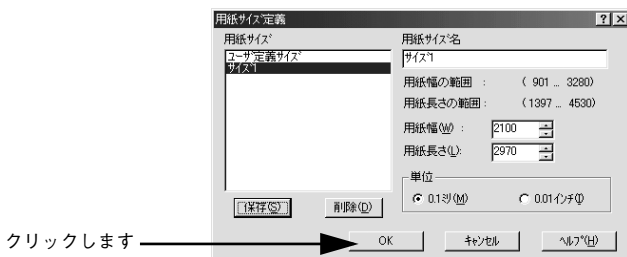 用紙サイズ定義
用紙サイズ
ユーザ定義サイズ
サイズ1
保存(S)
削除(D)
用紙サイズ名
サイズ1
用紙幅の範囲 : ( 901 .. 3280)
用紙長さの範囲 : (1397 .. 4530)
用紙幅(W) : 2100
用紙長さ(L): 2970
単位
0.1ミリ(M)
0.01インチ(I)
クリックします
OK
キャンセル
ヘルプ(H)